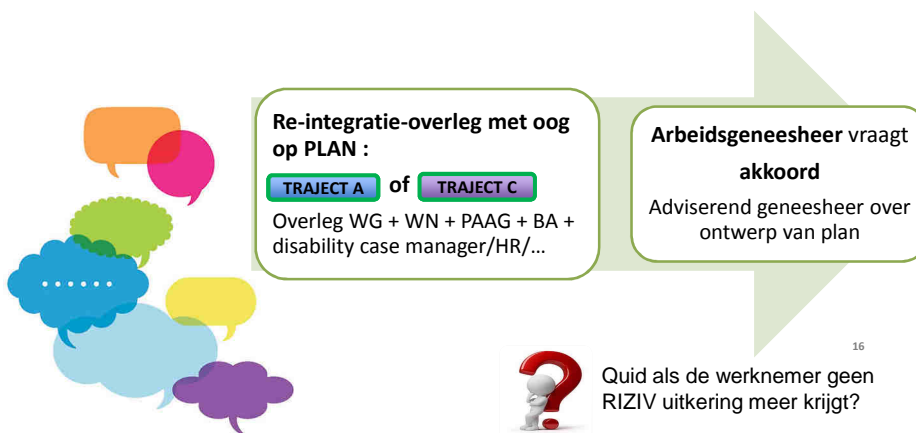 Re-integratie-overleg met oog
op PLAN :
TRAJECT A of TRAJECT C
Overleg WG + WN + PAAG + BA +
disability case manager/HR/…
Arbeidsgeneesheer vraagt
akkoord
Adviserend geneesheer over
ontwerp van plan
16
Quid als de werknemer geen
RIZIV uitkering meer krijgt?